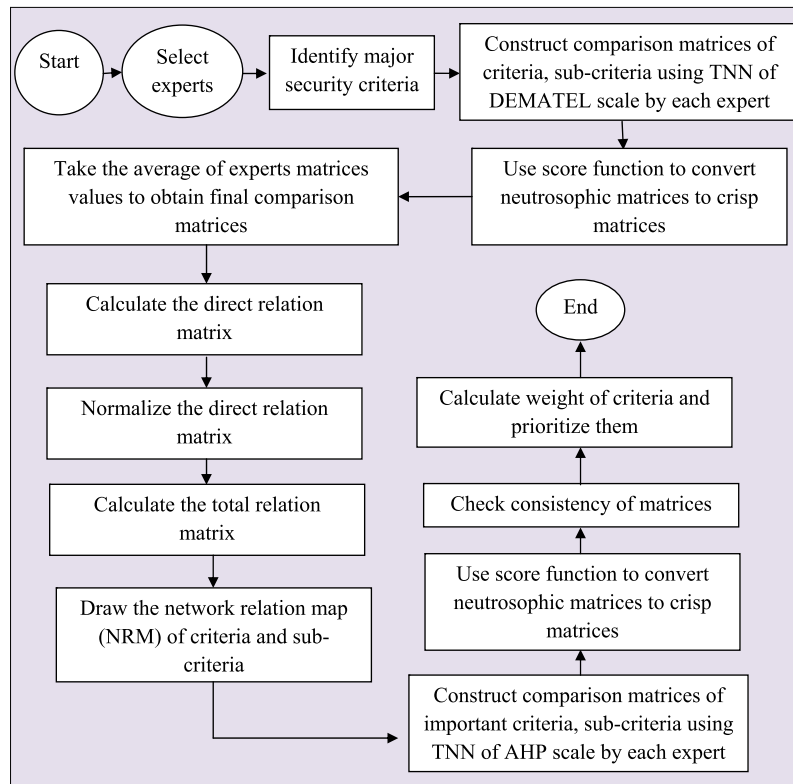 Start
Select
experts
Identify major
security criteria
Construct comparison matrices of
criteria, sub-criteria using TNN of
DEMATEL scale by each expert
Use score function to convert
neutrosophic matrices to crisp
matrices
Take the average of experts matrices
values to obtain final comparison
matrices
Calculate the direct relation
matrix
Normalize the direct relation
matrix
Calculate the total relation
matrix
Draw the network relation map
(NRM) of criteria and sub-
criteria
Construct comparison matrices of
important criteria, sub-criteria using
TNN of AHP scale by each expert
Use score function to convert
neutrosophic matrices to crisp
matrices
Check consistency of matrices
Calculate weight of criteria and
prioritize them
End